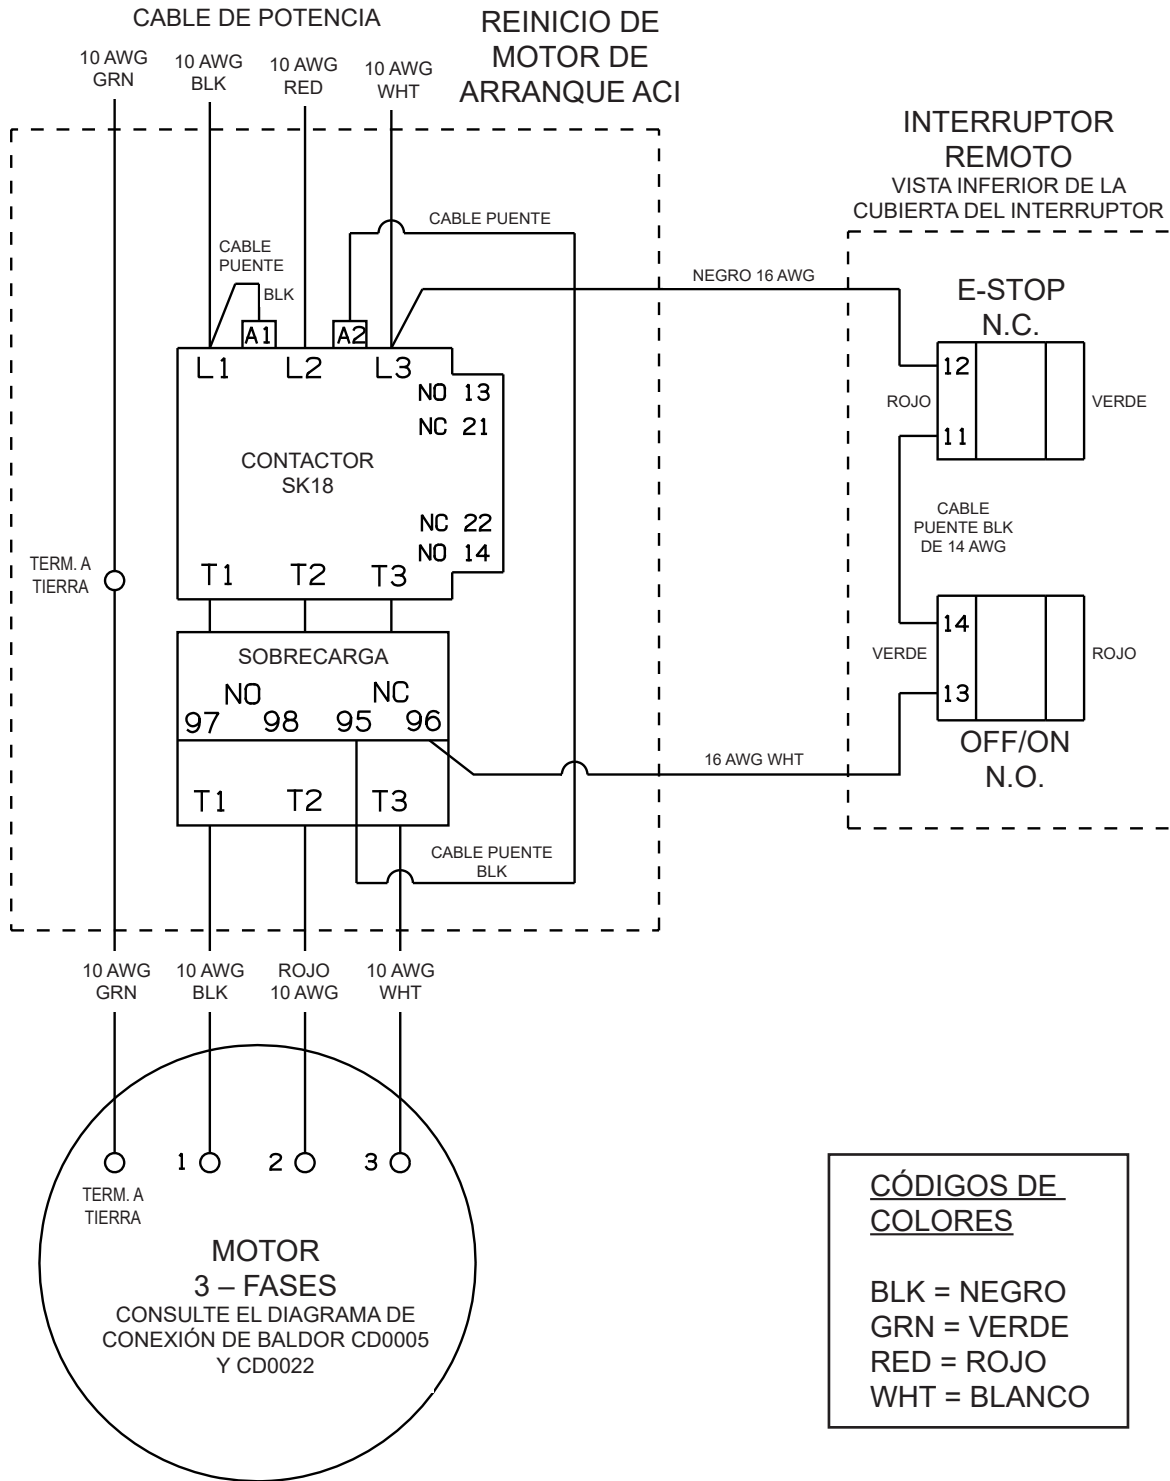 CABLE DE POTENCIA
REINICIO DE
MOTOR DE
ARRANQUE ACI
10 AWG
GRN
10 AWG
BLK
10 AWG
RED
10 AWG
WHT
INTERRUPTOR
REMOTO
VISTA INFERIOR DE LA
CUBIERTA DEL INTERRUPTOR
CABLE PUENTE
CABLE
PUENTE
BLK
NEGRO 16 AWG
A1
A2
L1
L2
L3
NO 13
NC 21
CONTACTOR
SK18
NC 22
NO 14
T1
T2
T3
E-STOP
N.C.
12
ROJO
VERDE
11
CABLE
PUENTE BLK
DE 14 AWG
14
VERDE
ROJO
13
OFF/ON
N.O.
TERM. A
TIERRA
SOBRECARGA
NO
NC
97
98
95
96
16 AWG WHT
T1
T2
T3
CABLE PUENTE
BLK
10 AWG
GRN
10 AWG
BLK
ROJO
10 AWG
10 AWG
WHT
1
2
3
TERM. A
TIERRA
MOTOR
3 – FASES
CONSULTE EL DIAGRAMA DE
CONEXIÓN DE BALDOR CD0005
Y CD0022
CÓDIGOS DE
COLORES
BLK = NEGRO
GRN = VERDE
RED = ROJO
WHT = BLANCO